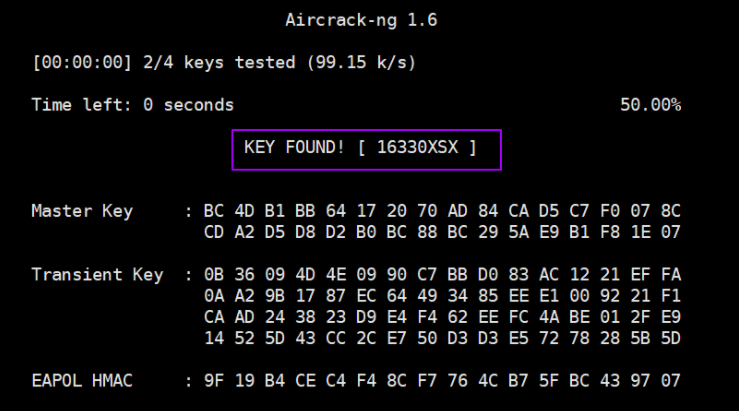 Aircrack-ng 1.6
[00:00:00] 2/4 keys tested (99.15 k/s)
Time left: 0 seconds 50.00%
KEY FOUND! [ 16330XSX ]
Master Key : BC 4D B1 BB 64 17 20 70 AD 84 CA D5 C7 F0 07 8C
CD A2 D5 D8 D2 B0 BC 88 BC 29 5A E9 B1 F8 1E 07
Transient Key : 0B 36 09 4D 4E 09 90 C7 BB D0 83 AC 12 21 EF FA
0A A2 9B 17 87 EC 64 49 34 85 EE E1 00 92 21 F1
CA AD 24 38 23 D9 E4 F4 62 EE FC 4A BE 01 2F E9
14 52 5D 43 CC 2C E7 50 D3 D3 E5 72 78 28 5B 5D
EAPOL HMAC : 9F 19 B4 CE C4 F4 8C F7 76 4C B7 5F BC 43 97 07